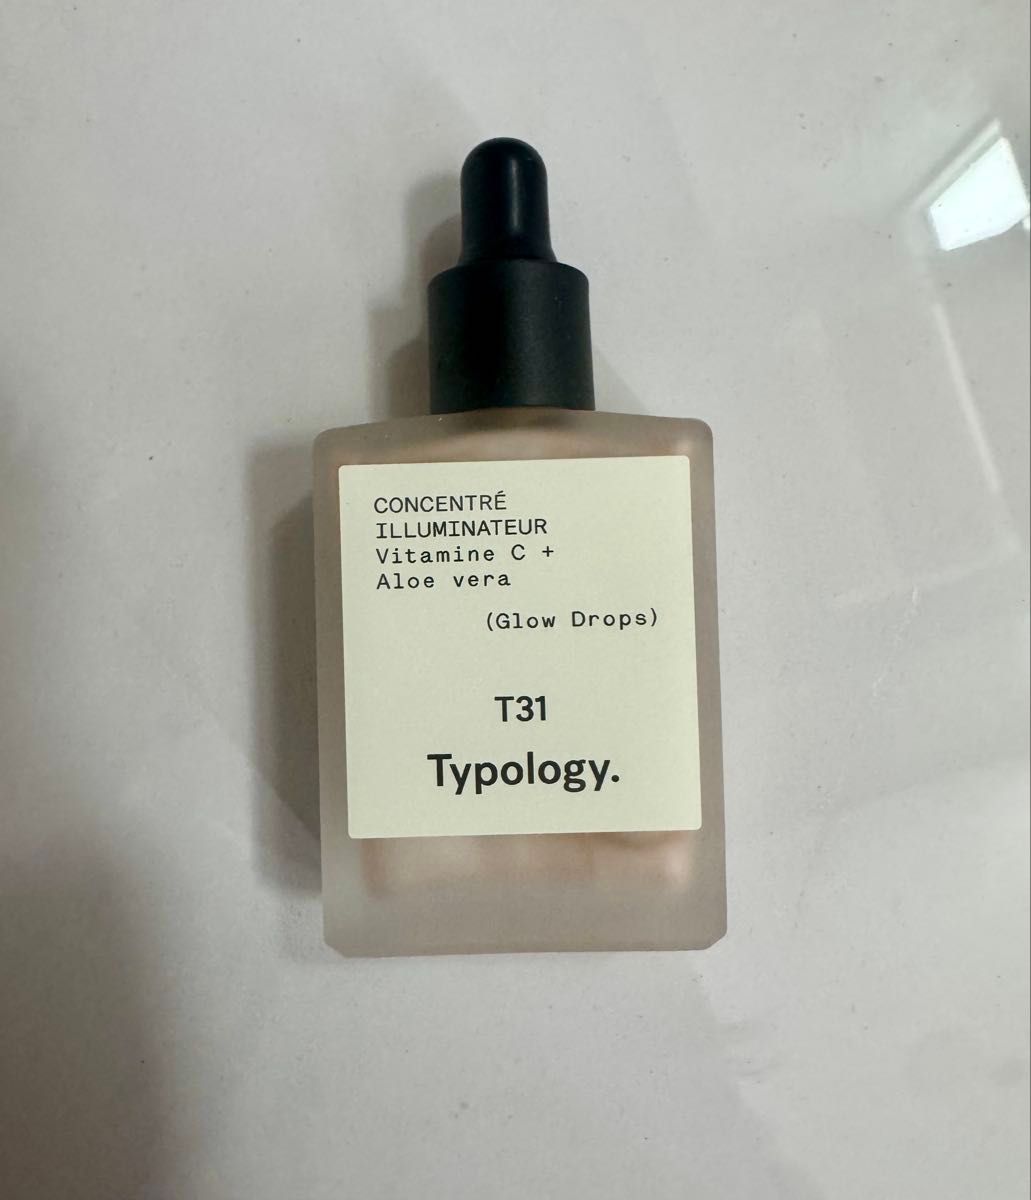 CONCENTRÉ
ILLUMINATEUR
Vitamine C +
Aloe vera
(Glow Drops)
T31
Typology.